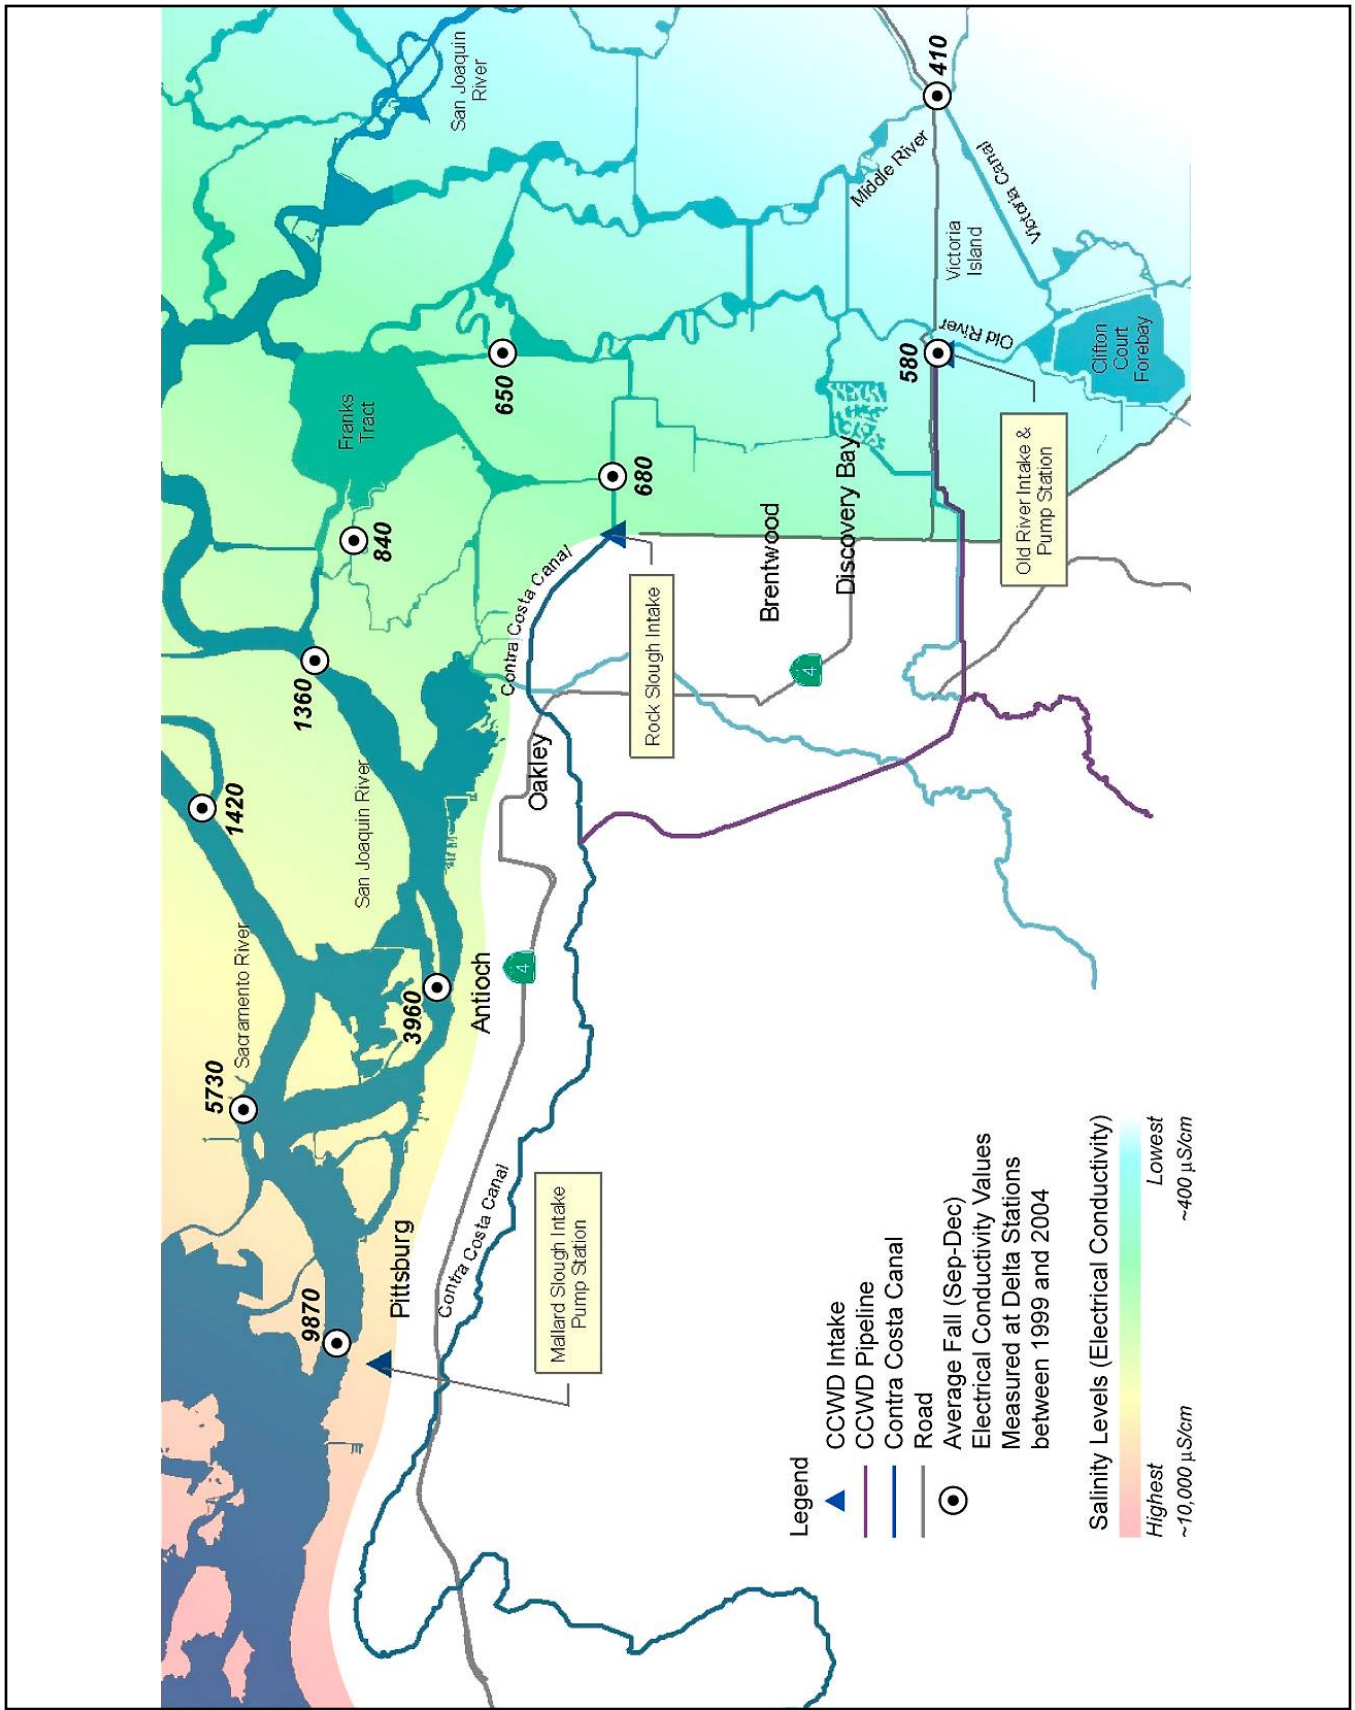 San Joaquin
River
410
Middle River
Victoria Canal
Victoria
Island
Old River
Clifton
Court
Forebay
580
650
Franks
Tract
680
840
Discovery Bay
Brentwood
Old River Intake &
Pump Station
Contra Costa Canal
Rock Slough Intake
4
1360
Oakley
1420
San Joaquin River
Sacramento River
Antioch
4
3960
5730
Contra Costa Canal
Mallard Slough Intake
Pump Station
Pittsburg
9870
Legend
CCWD Intake
CCWD Pipeline
Contra Costa Canal
Road
Average Fall (Sep-Dec)
Electrical Conductivity Values
Measured at Delta Stations
between 1999 and 2004
Salinity Levels (Electrical Conductivity)
Highest
~10,000 µS/cm
Lowest
~400 µS/cm